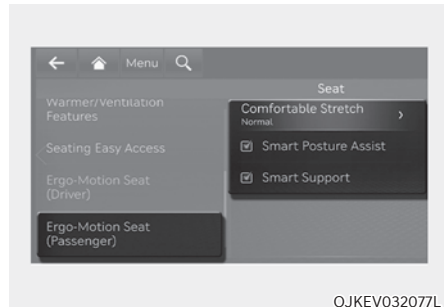 Menu
Seat
Warmer/Ventilation
Features
Seating Easy Access
Ergo-Motion Seat
(Driver)
Ergo-Motion Seat
(Passenger)
Comfortable Stretch
Normal
Smart Posture Assist
Smart Support
OJKEV032077L